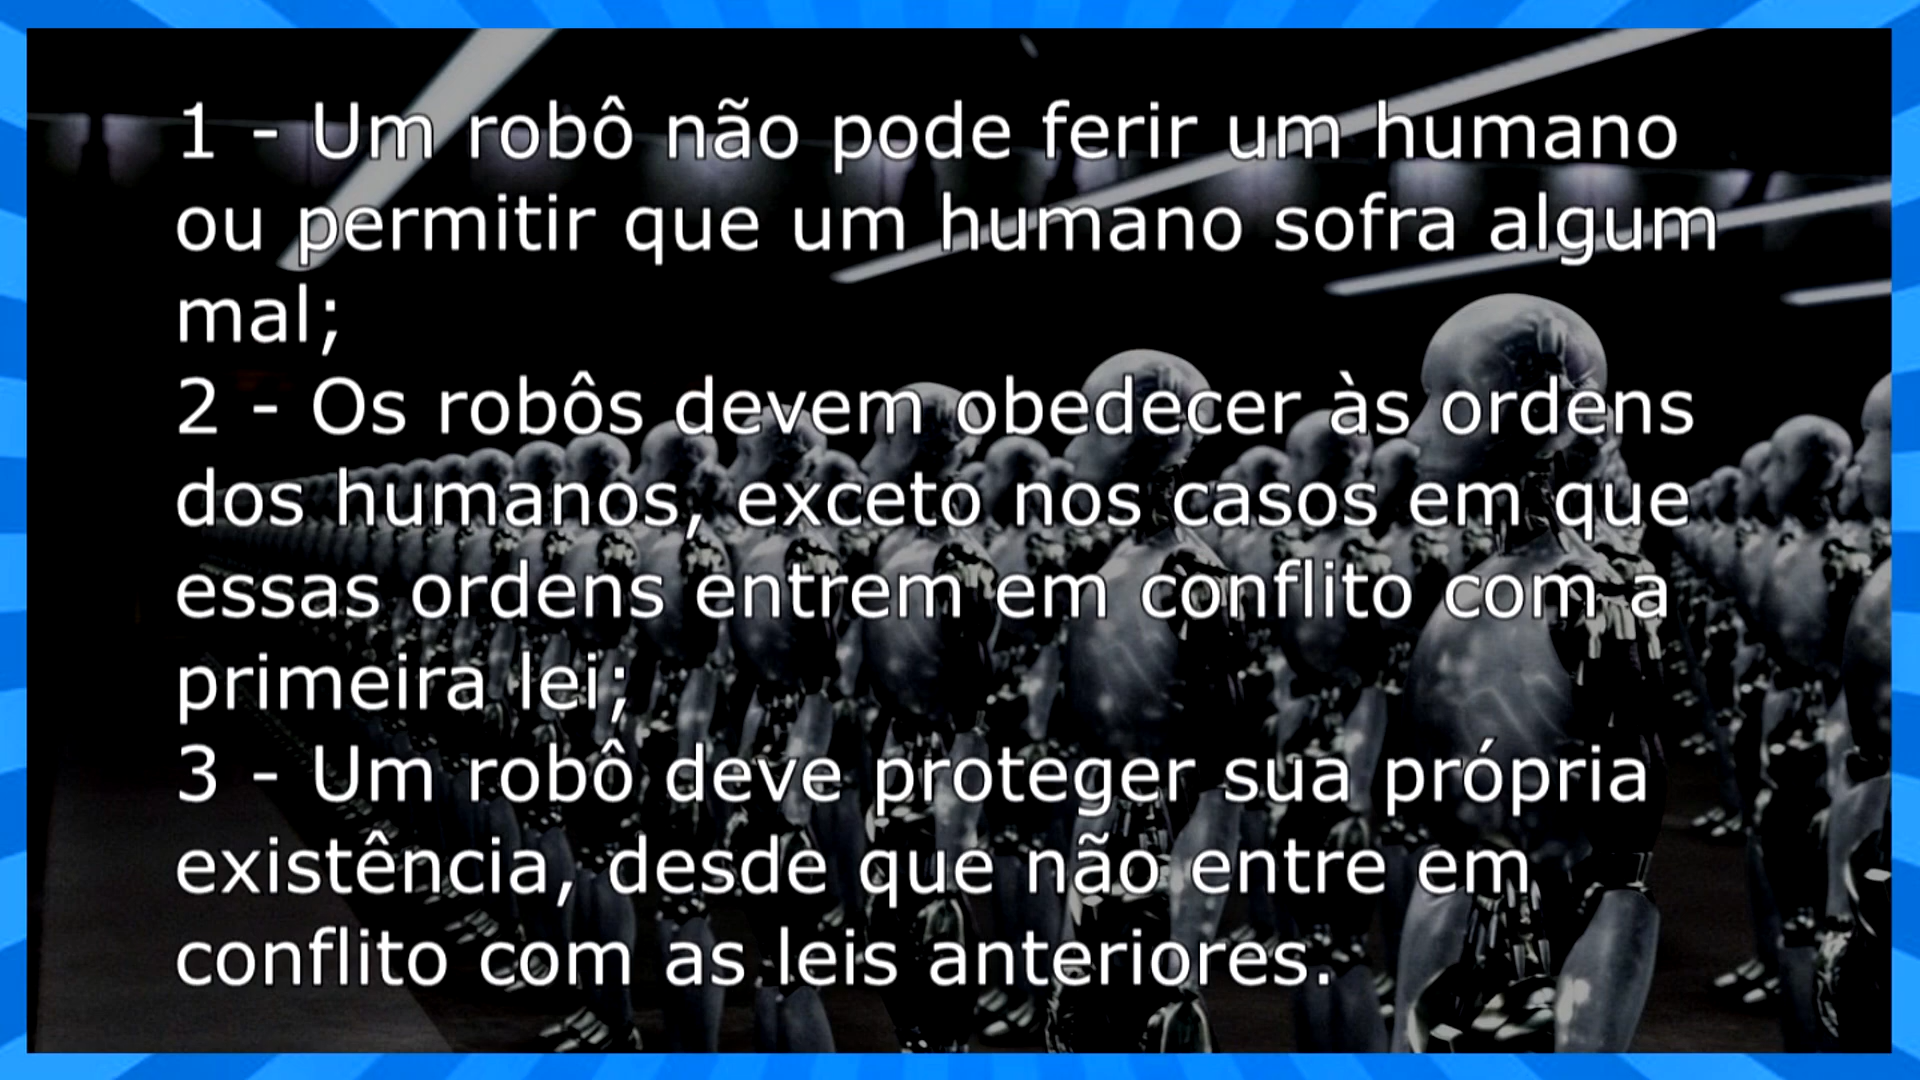 1 - Um robô não pode ferir um humano
ou permitir que um humano sofra algum
mal;
2 - Os robôs devem obedecer às ordens
dos humanos, exceto nos casos em que
essas ordens entrem em conflito com a
primeira lei;
3 - Um robô deve proteger sua própria
existência, desde que não entre em
conflito com as leis anteriores.